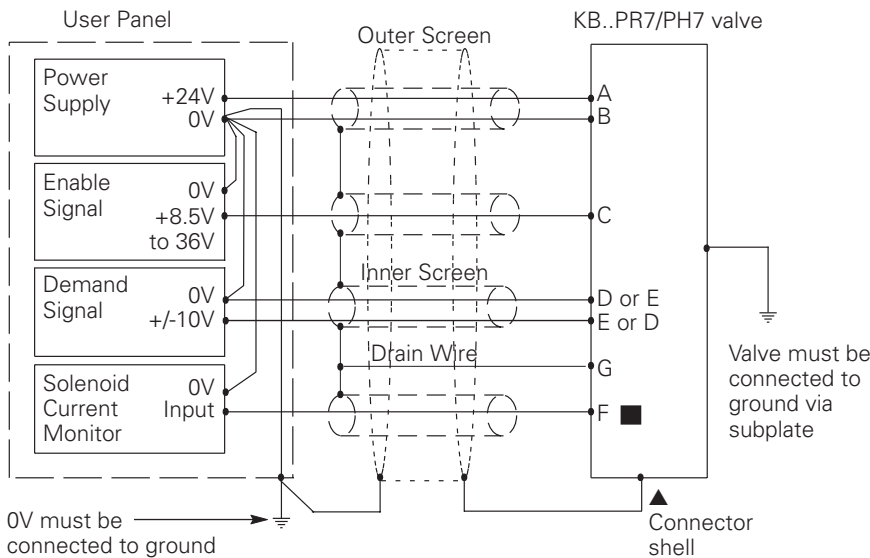 User Panel
Outer Screen
KB..PR7/PH7 valve
Power
Supply
+24V
0V
A
B
Enable
Signal
0V
+8.5V
to 36V
C
Inner Screen
Demand
Signal
0V
+/-10V
D or E
E or D
Drain Wire
G
Solenoid
Current
Monitor
0V
Input
F ■
Valve must be
connected to
ground via
subplate
0V must be
connected to ground
▲
Connector
shell